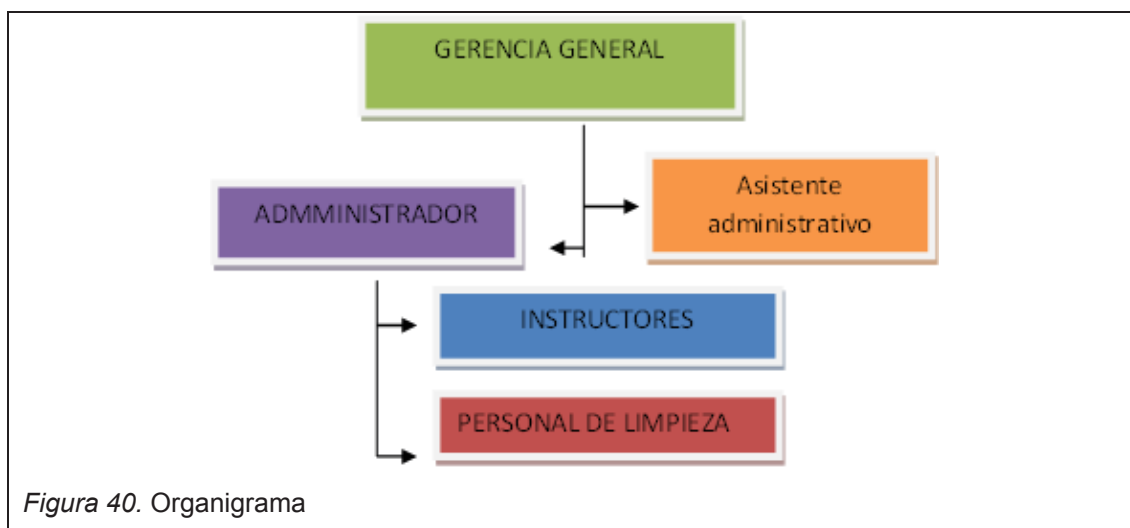 GERENCIA GENERAL
Asistente
administrativo
ADMMINISTRADOR
INSTRUCTORES
PERSONAL DE LIMPIEZA
Figura 40. Organigrama